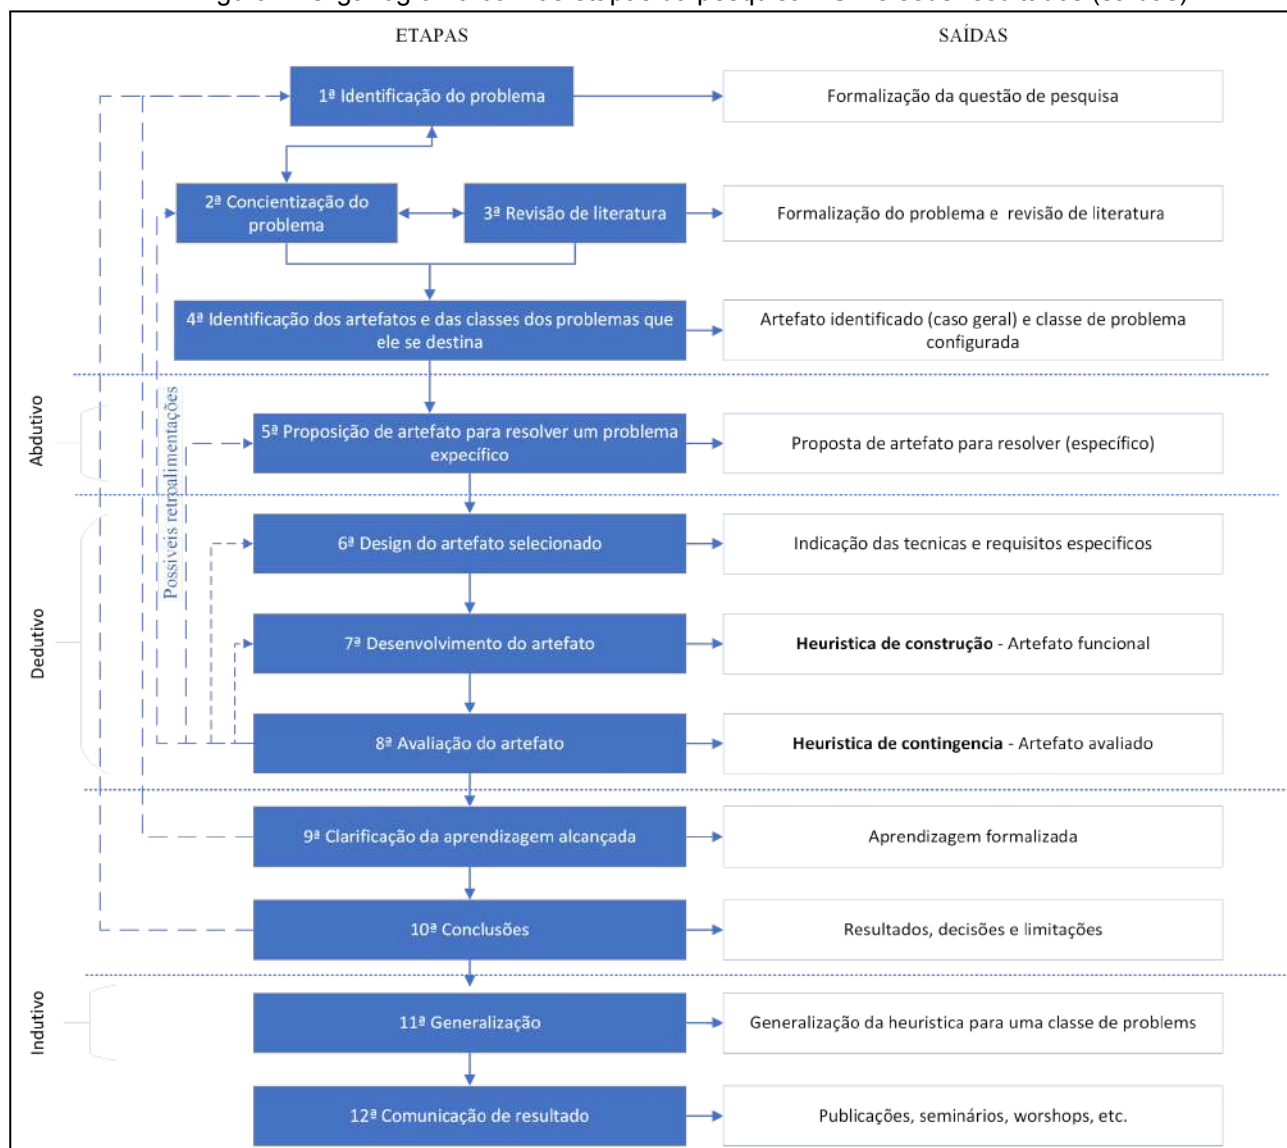 ETAPAS
SAÍDAS
1ª Identificação do problema
Formalização da questão de pesquisa
2ª Concientização do
problema
3ª Revisão de literatura
Formalização do problema e revisão de literatura
4ª Identificação dos artefatos e das classes dos problemas que
ele se destina
Artefato identificado (caso geral) e classe de problema
configurada
Abdutivo
Possiveis retroalimentações
5ª Proposição de artefato para resolver um problema
expecífico
Proposta de artefato para resolver (específico)
Dedutivo
6ª Design do artefato selecionado
Indicação das tecnicas e requisitos especificos
7ª Desenvolvimento do artefato
Heuristica de construção - Artefato funcional
8ª Avaliação do artefato
Heuristica de contingencia - Artefato avaliado
9ª Clarificação da aprendizagem alcançada
Aprendizagem formalizada
10ª Conclusões
Resultados, decisões e limitações
Indutivo
11ª Generalização
Generalização da heuristica para uma classe de problems
12ª Comunicação de resultado
Publicações, seminários, worshops, etc.